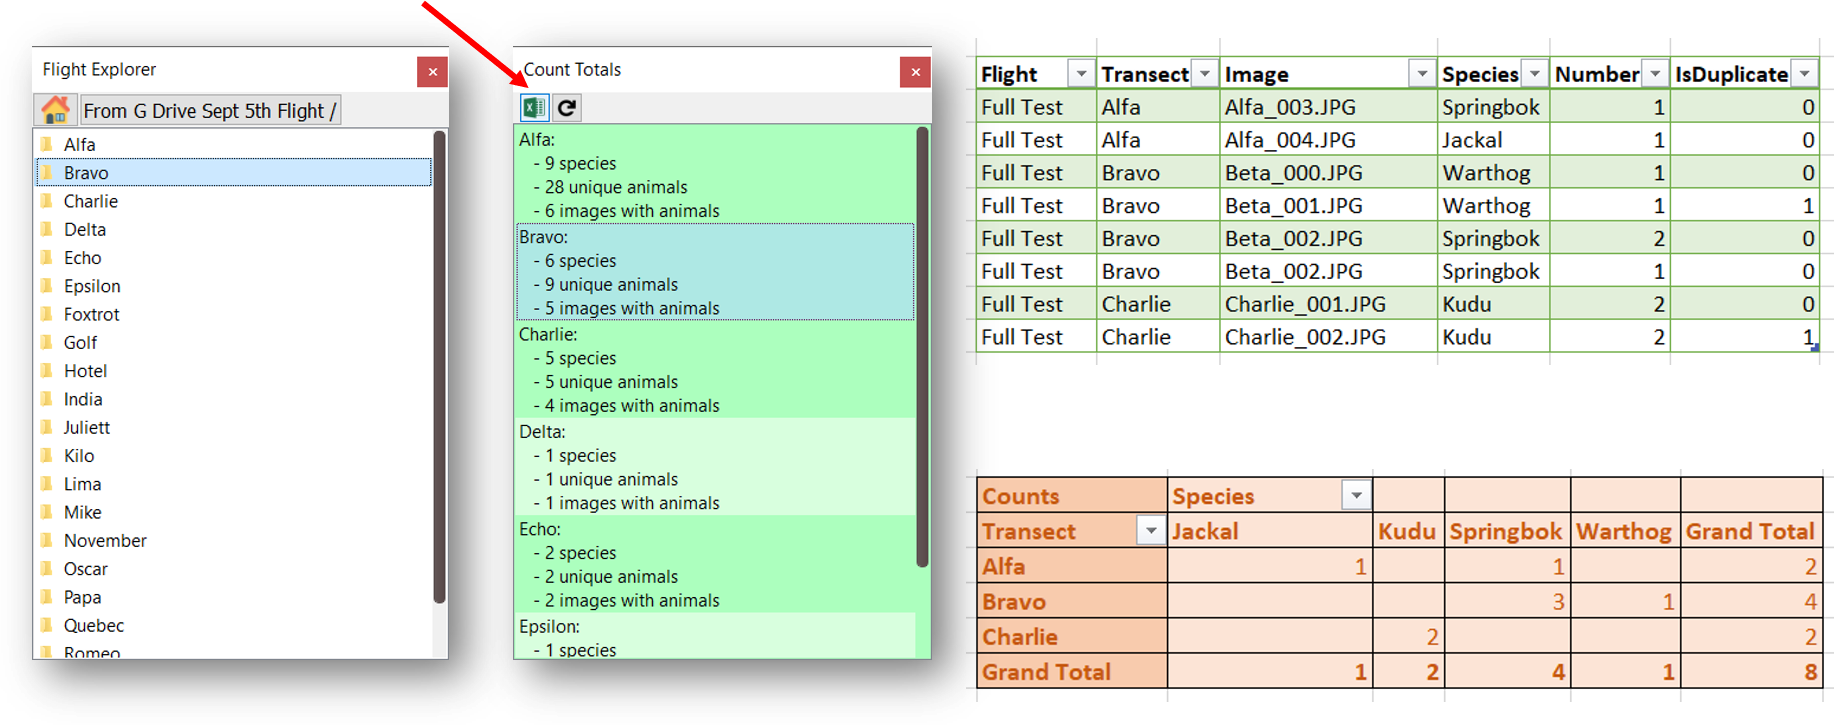 Flight Explorer
From G Drive Sept 5th Flight /
Alfa
Bravo
Charlie
Delta
Echo
Epsilon
Foxtrot
Golf
Hotel
India
Juliett
Kilo
Lima
Mike
November
Oscar
Papa
Quebec
Romeo
Count Totals
Alfa:
- 9 species
- 28 unique animals
- 6 images with animals
Bravo:
- 6 species
- 9 unique animals
- 5 images with animals
Charlie:
- 5 species
- 5 unique animals
- 4 images with animals
Delta:
- 1 species
- 1 unique animals
- 1 images with animals
Echo:
- 2 species
- 2 unique animals
- 2 images with animals
Epsilon:
- 1 species
Flight Transect Image Species Number IsDuplicate
Full Test Alfa Alfa_003.JPG Springbok 1 0
Full Test Alfa Alfa_004.JPG Jackal 1 0
Full Test Bravo Beta_000.JPG Warthog 1 0
Full Test Bravo Beta_001.JPG Warthog 1 1
Full Test Bravo Beta_002.JPG Springbok 2 0
Full Test Bravo Beta_002.JPG Springbok 1 0
Full Test Charlie Charlie_001.JPG Kudu 2 0
Full Test Charlie Charlie_002.JPG Kudu 2 1
Counts Species
Transect Jackal Kudu Springbok Warthog Grand Total
Alfa 1 1 2
Bravo 3 1 4
Charlie 2 2
Grand Total 1 2 4 1 8